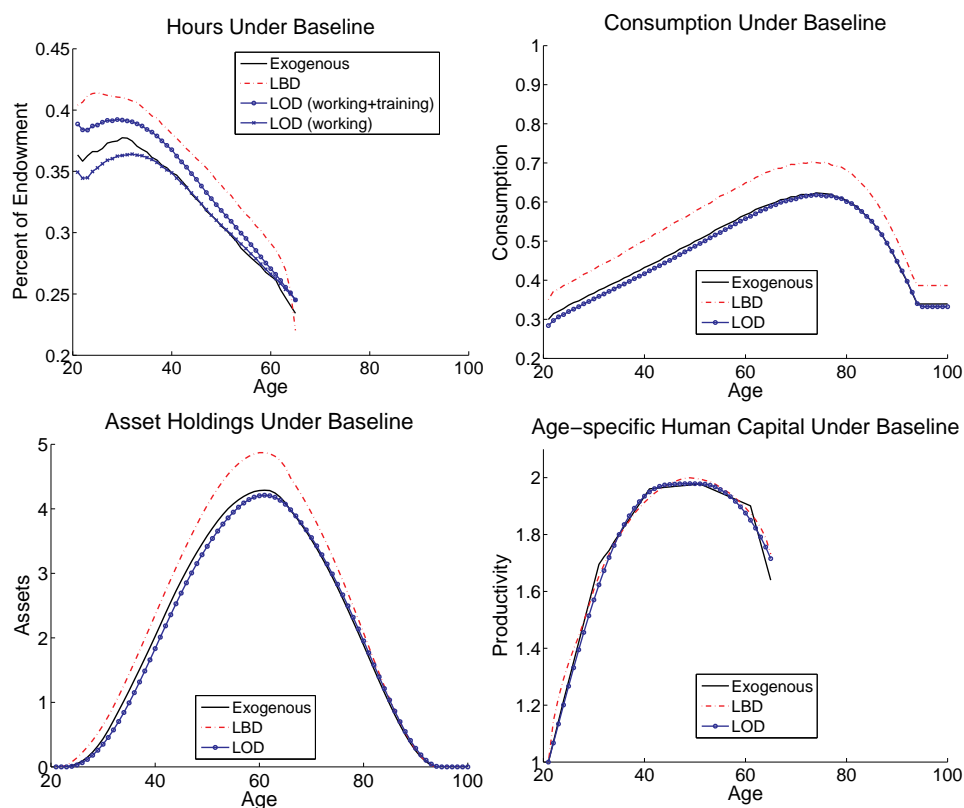 Hours Under Baseline
0.45
0.4
0.35
0.3
0.25
0.2
Percent of Endowment
Exogenous
LBD
LOD (working+training)
LOD (working)
20 40 60 80 100
Age
Consumption Under Baseline
1
0.9
0.8
0.7
0.6
0.5
0.4
0.3
0.2
Consumption
Exogenous
LBD
LOD
20 40 60 80 100
Age
Asset Holdings Under Baseline
5
4
3
2
1
0
Assets
Exogenous
LBD
LOD
20 40 60 80 100
Age
Age−specific Human Capital Under Baseline
2
1.8
1.6
1.4
1.2
1
Productivity
Exogenous
LBD
LOD
20 40 60 80 100
Age